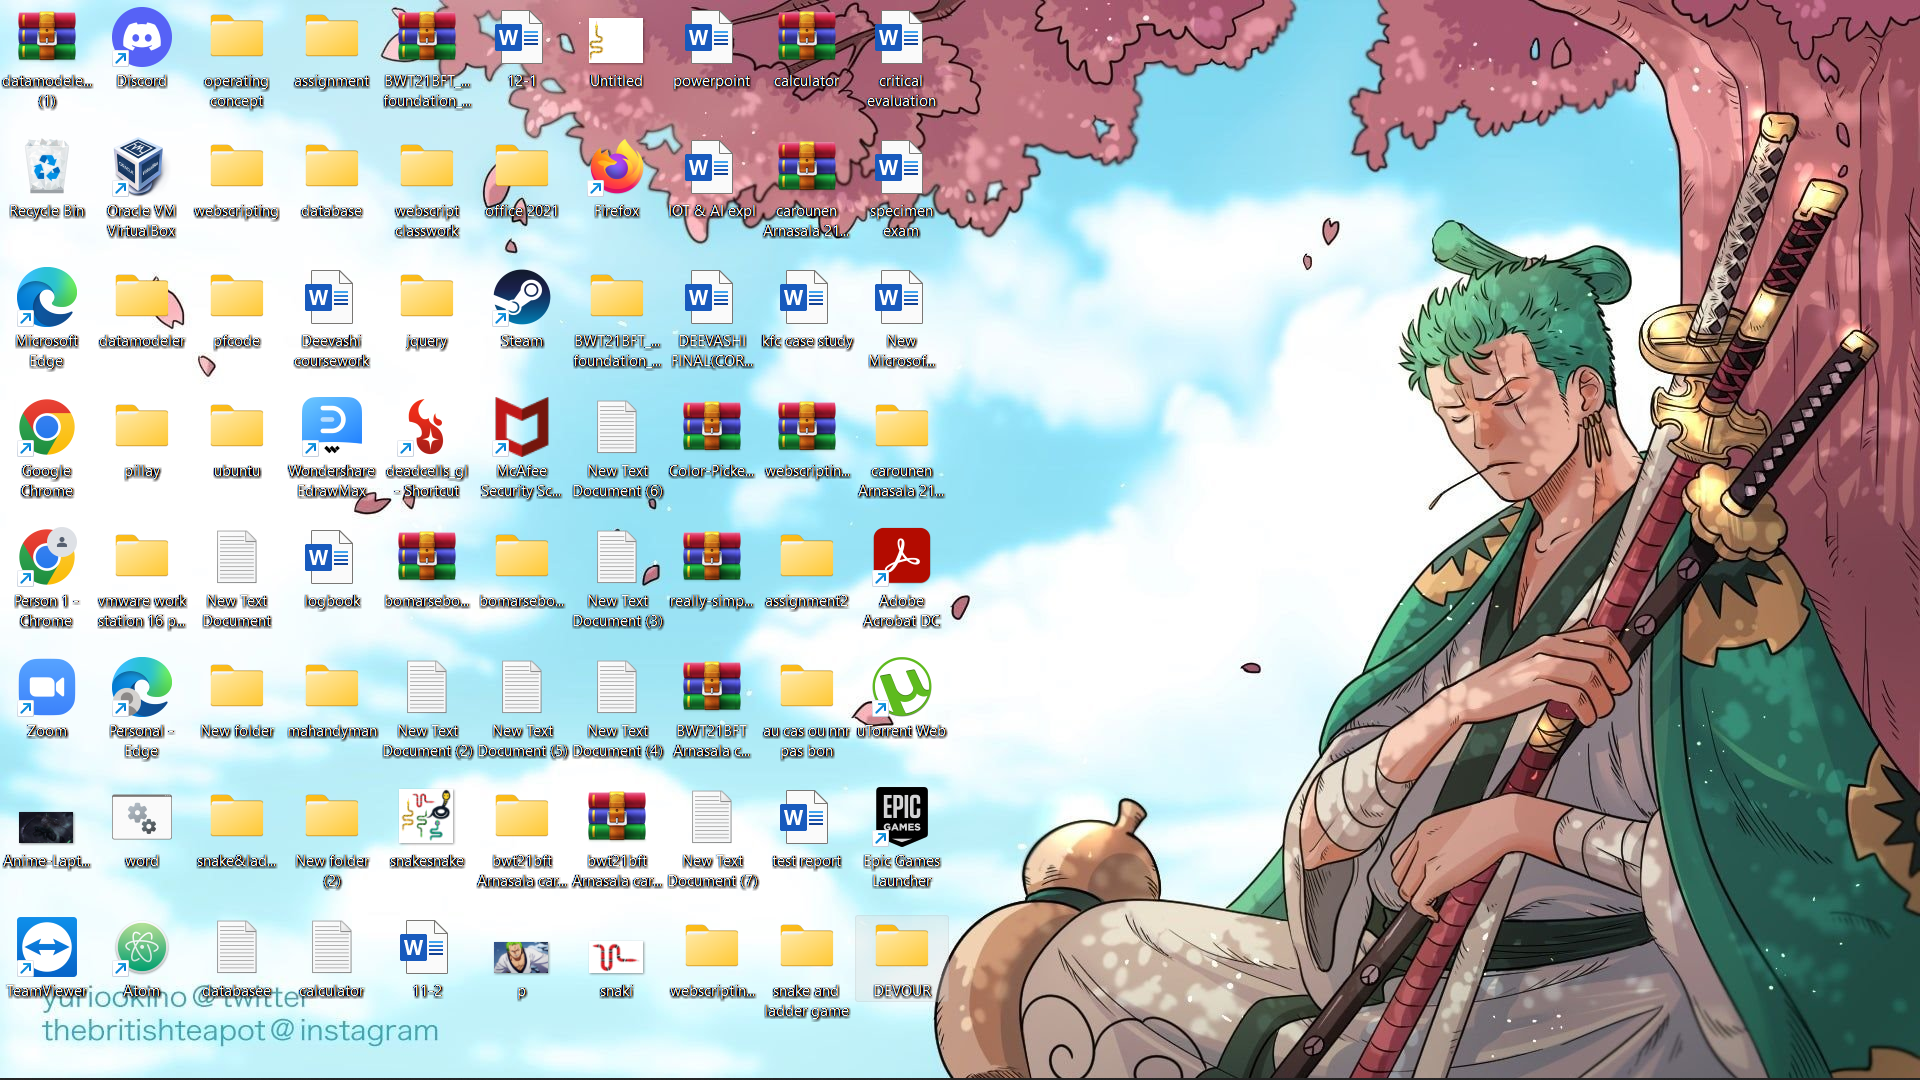 datamodele...
(1)
Discord
operating
concept
assignment
BWT21BFT_...
foundation_...
12-1
Untitled
powerpoint
calculator
critical
evaluation
Recycle Bin
Oracle VM
VirtualBox
webscripting
database
webscript
classwork
office 2021
Firefox
IOT & AI expl
carounen
Arnasala 21...
specimen
exam
Microsoft
Edge
datamodeler
pfcode
Deevashi
coursework
jquery
Steam
BWT21BFT_...
foundation_...
DEEVASHI
FINAL(COR...
kfc case study
New
Microsof...
Google
Chrome
pillay
ubuntu
Wondershare
EdrawMax
deadcells_gl
- Shortcut
McAfee
Security Sc...
New Text
Document (6)
Color-Picke...
webscriptin...
carounen
Arnasala 21...
Person 1 -
Chrome
vmware work
station 16 p...
New Text
Document
logbook
bomarsebo...
bomarsebo...
New Text
Document (3)
really-simp...
assignment2
Adobe
Acrobat DC
Zoom
Personal -
Edge
New folder
mahandyman
New Text
Document (2)
New Text
Document (5)
New Text
Document (4)
BWT21BFT
Arnasala c...
au cas ou nnr
pas bon
uTorrent Web
Anime-Lapt...
word
snake&lad...
New folder
(2)
snakesnake
bwt21bft
Arnasala car...
bwt21bft
Arnasala car...
New Text
Document (7)
test report
EPIC
GAMES
Epic Games
Launcher
TeamViewer
Atom
databasee
calculator
11-2
p
snaki
webscriptin...
snake and
ladder game
DEVOUR
yuriookino@twitter
thebritishteapot@instagram